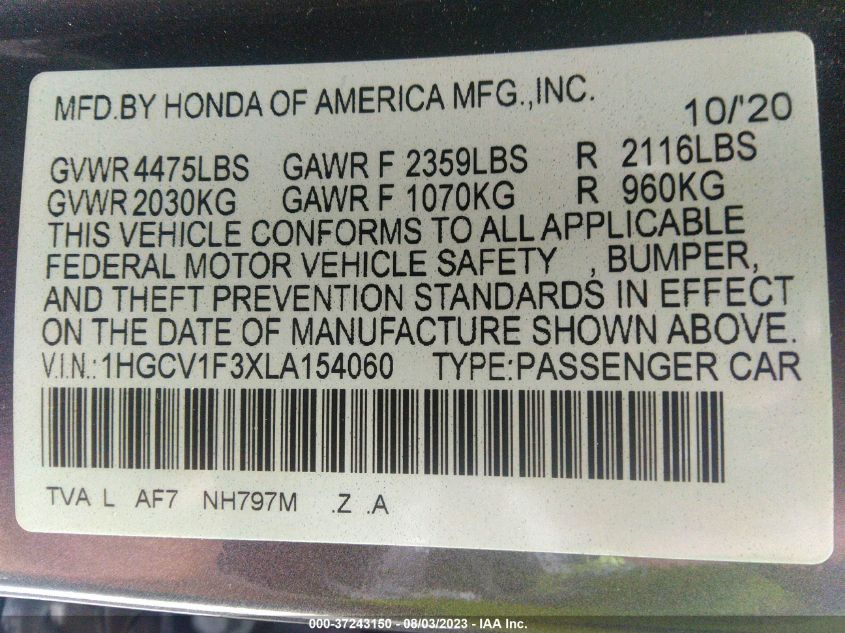 MFD.BY HONDA OF AMERICA MFG.,INC. 10/'20
GVWR 4475LBS GAWR F 2359LBS R 2116LBS
GVWR 2030KG GAWR F 1070KG R 960KG
THIS VEHICLE CONFORMS TO ALL APPLICABLE
FEDERAL MOTOR VEHICLE SAFETY , BUMPER,
AND THEFT PREVENTION STANDARDS IN EFFECT
ON THE DATE OF MANUFACTURE SHOWN ABOVE.
V.I.N.:1HGCV1F3XLA154060 TYPE:PASSENGER CAR
TVA L AF7 NH797M .Z .A
000-37243150 - 08/03/2023 - IAA Inc.